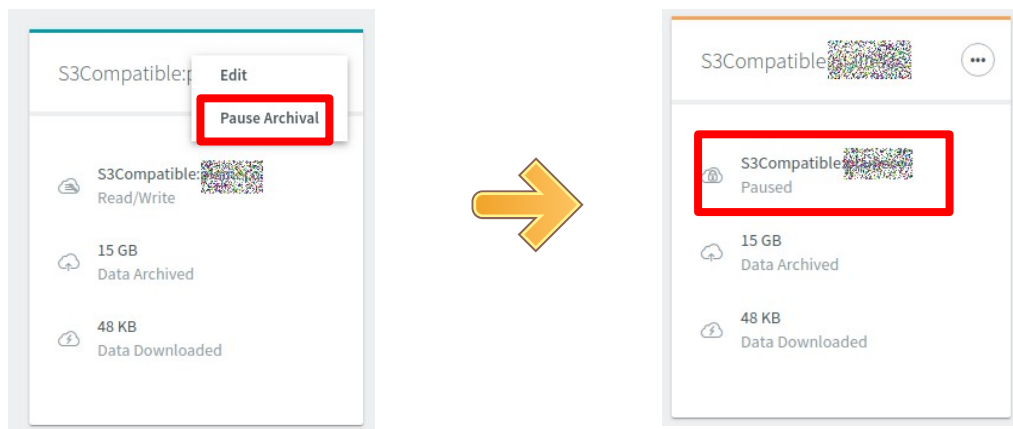 S3Compatible:
Edit
Pause Archival
S3Compatible:
Read/Write
15 GB
Data Archived
48 KB
Data Downloaded
S3Compatible
S3Compatible:
Paused
15 GB
Data Archived
48 KB
Data Downloaded